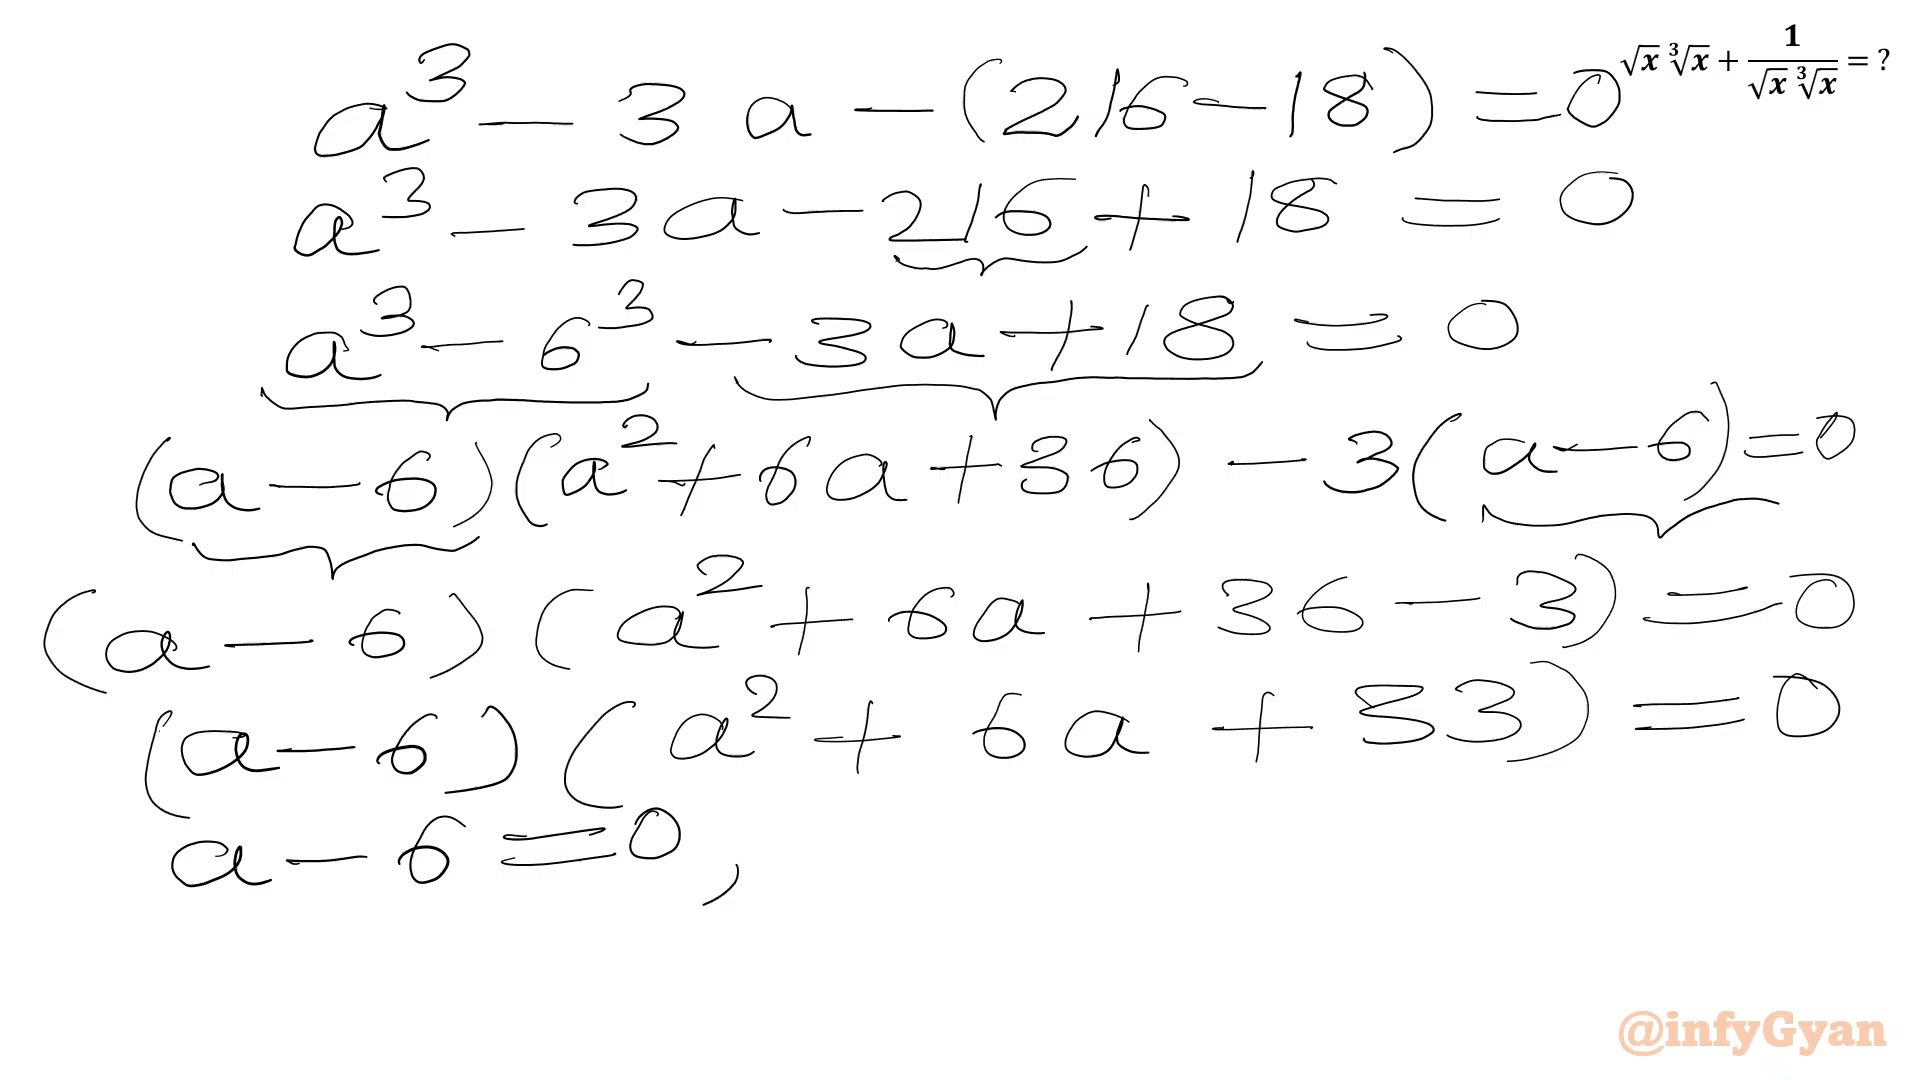 a³ − 3a − (216 − 18) = 0
√x ∛x + 1/(√x ∛x) = ?
a³ − 3a − 216 + 18 = 0
a³ − 6³ − 3a + 18 = 0
(a − 6)(a² + 6a + 36) − 3(a − 6) = 0
(a − 6)(a² + 6a + 36 − 3) = 0
(a − 6)(a² + 6a + 33) = 0
a − 6 = 0,
@infyGyan